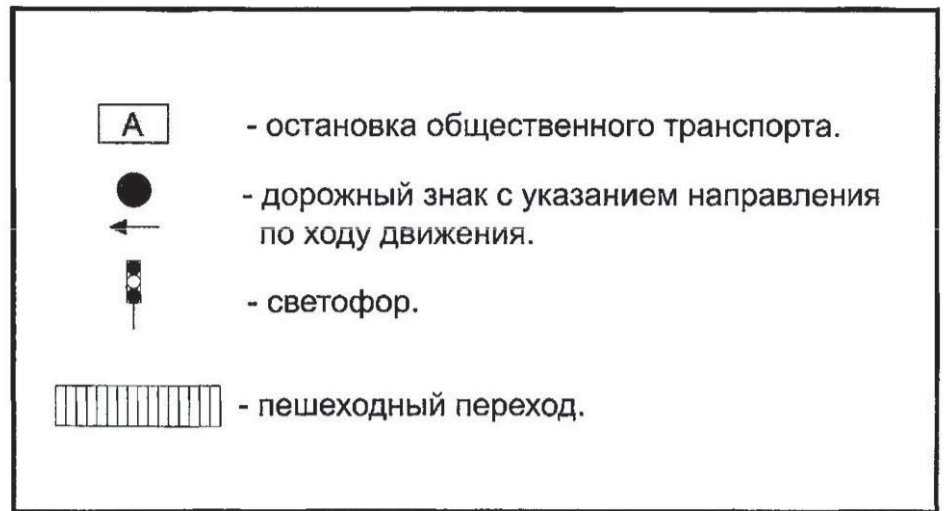 А - остановка общественного транспорта.
- дорожный знак с указанием направления
по ходу движения.
- светофор.
- пешеходный переход.